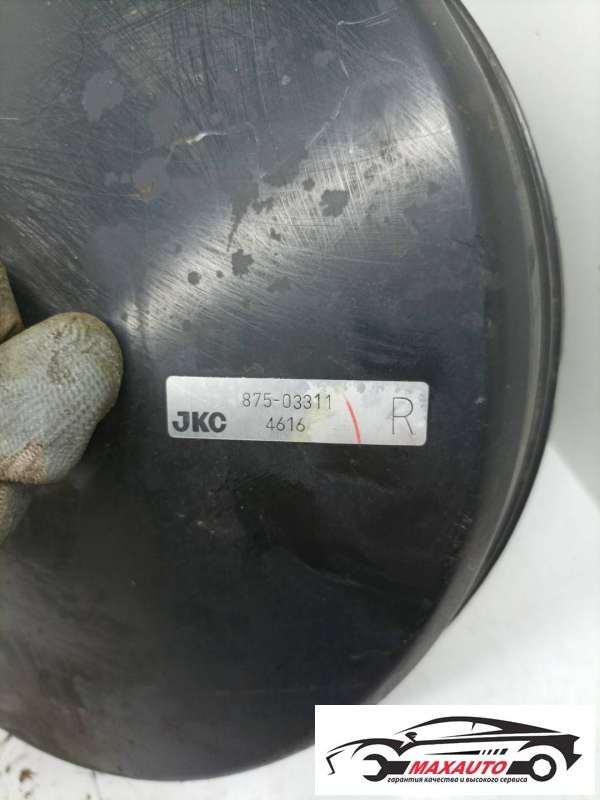 875-03311
JKC 4616 R
MAXAUTO
гарантия качества и высокого сервиса